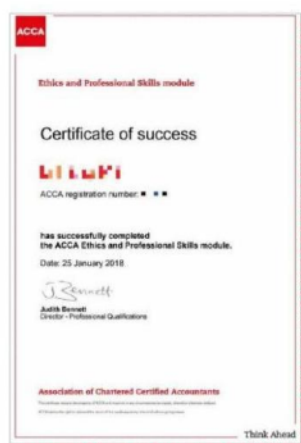 ACCA
Ethics and Professional Skills module
Certificate of success
ACCA registration number:
has successfully completed
the ACCA Ethics and Professional Skills module.
Date: 25 January 2018
J Bennett
Judith Bennett
Director - Professional Qualifications
Association of Chartered Certified Accountants
Think Ahead